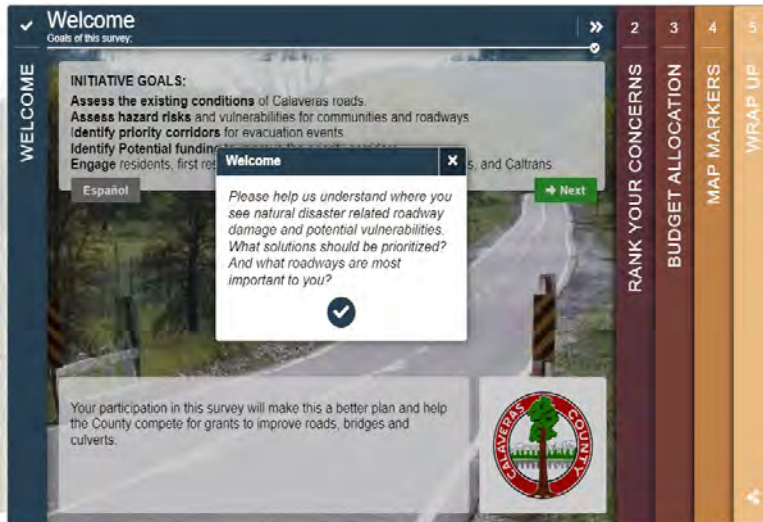 Welcome
Goals of this survey:
WELCOME
INITIATIVE GOALS:
Assess the existing conditions of Calaveras roads.
Assess hazard risks and vulnerabilities for communities and roadways
Identify priority corridors for evacuation events.
Identify Potential funding
Engage residents, first res
s, and Caltrans.
Español
Next
Welcome
Please help us understand where you
see natural disaster related roadway
damage and potential vulnerabilities.
What solutions should be prioritized?
And what roadways are most
important to you?
Your participation in this survey will make this a better plan and help
the County compete for grants to improve roads, bridges and
culverts.
CALAVERAS COUNTY
2
RANK YOUR CONCERNS
3
BUDGET ALLOCATION
4
MAP MARKERS
5
WRAP UP